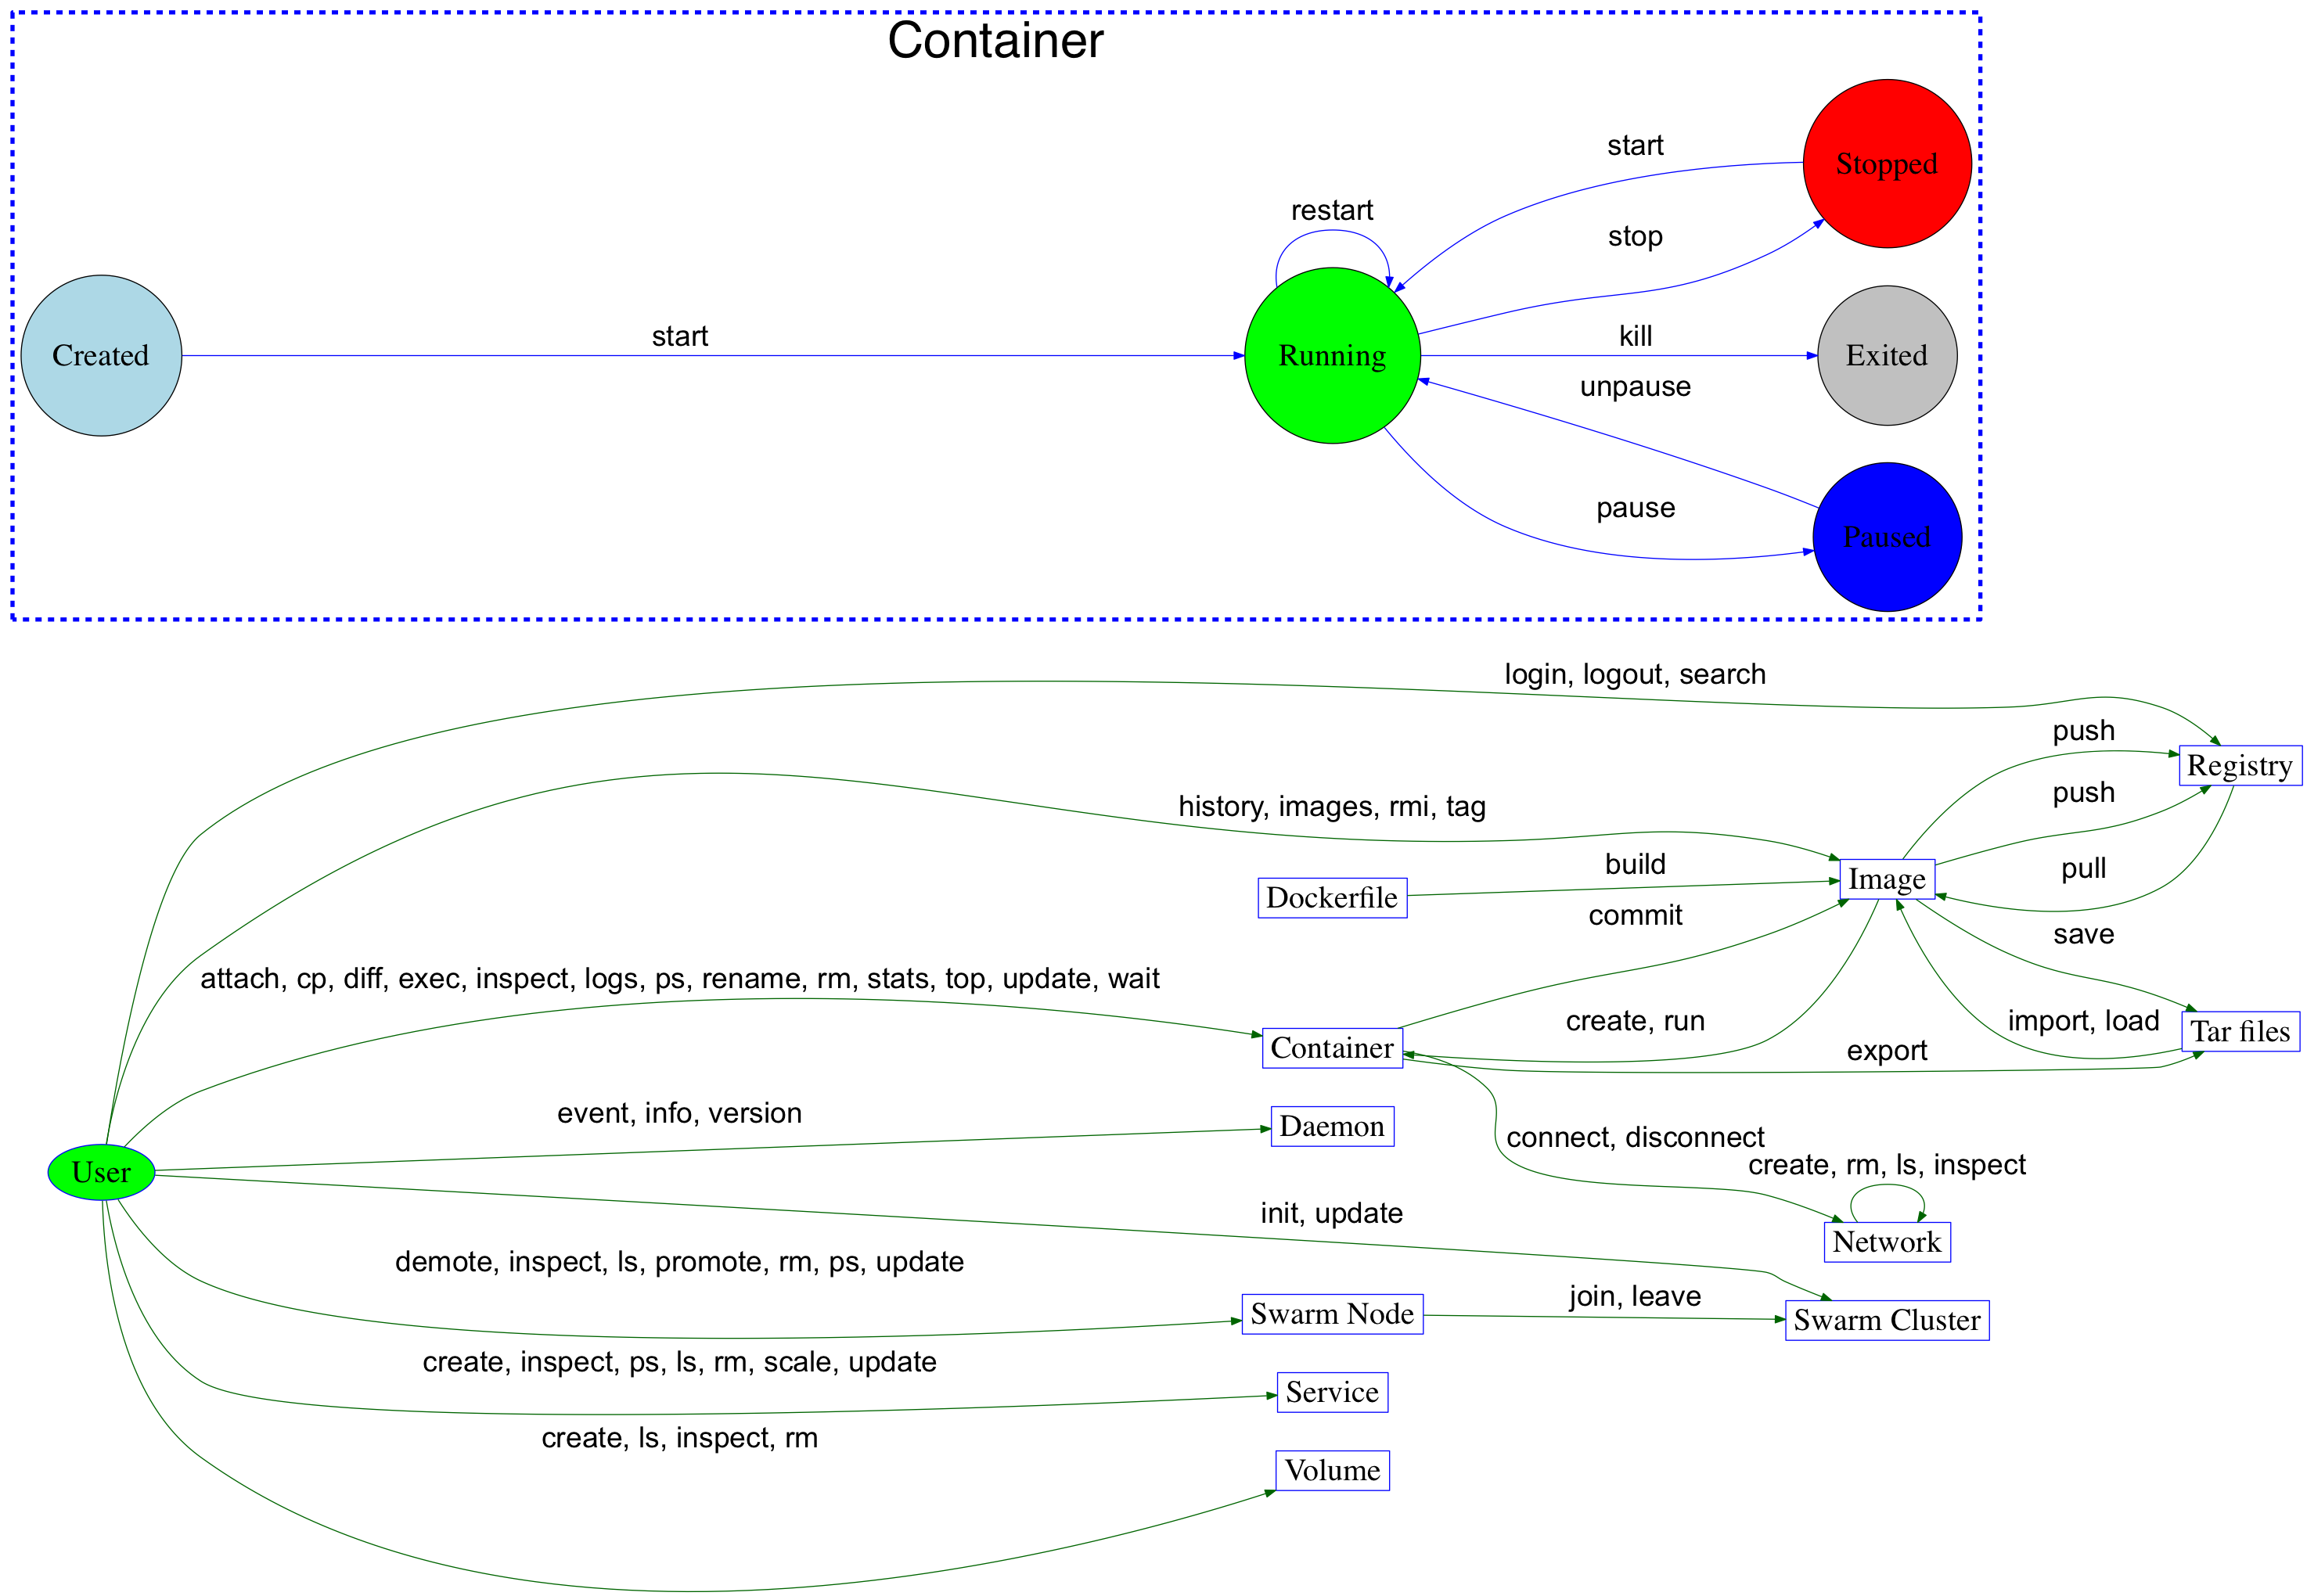 Container
start
Stopped
restart
stop
Created
start
Running
kill
Exited
unpause
pause
Paused
login, logout, search
push
Registry
push
history, images, rmi, tag
build
Image
pull
Dockerfile
commit
save
attach, cp, diff, exec, inspect, logs, ps, rename, rm, stats, top, update, wait
create, run
import, load
Tar files
Container
export
event, info, version
Daemon
connect, disconnect
create, rm, ls, inspect
User
init, update
Network
demote, inspect, ls, promote, rm, ps, update
Swarm Node
join, leave
Swarm Cluster
create, inspect, ps, ls, rm, scale, update
Service
create, ls, inspect, rm
Volume